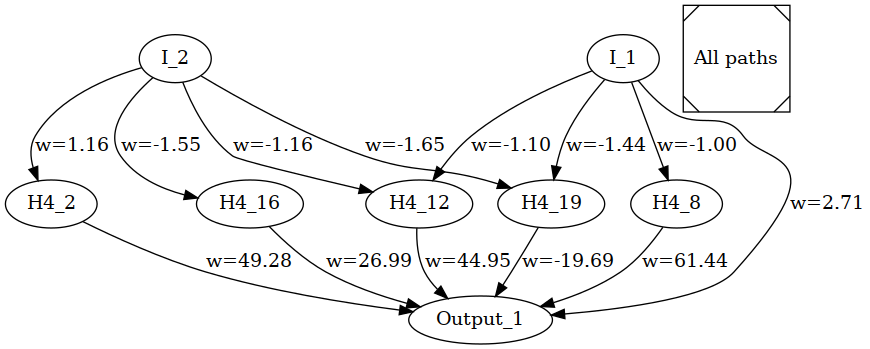 I_2
I_1
All paths
w=1.16
w=-1.55
w=-1.16
w=-1.65
w=-1.10
w=-1.44
w=-1.00
H4_2
H4_16
H4_12
H4_19
H4_8
w=2.71
w=49.28
w=26.99
w=44.95
w=-19.69
w=61.44
Output_1